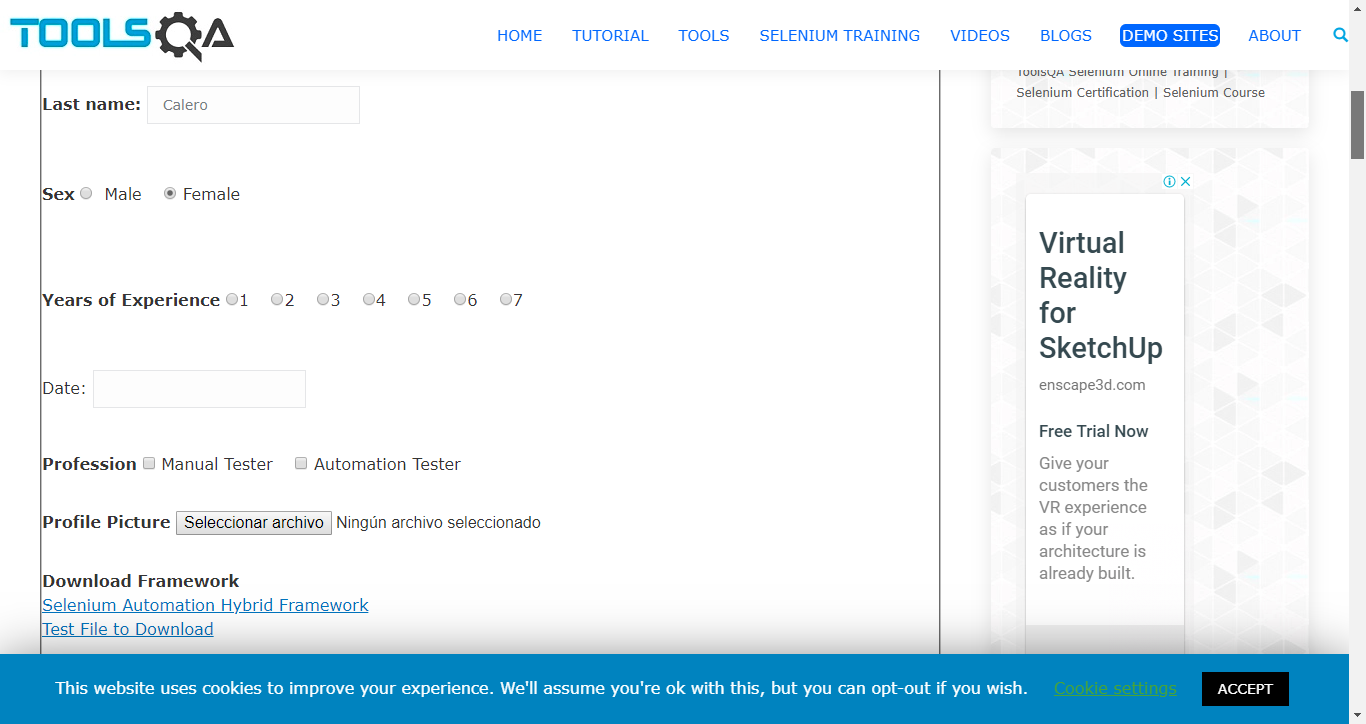 TOOLSQA
HOME TUTORIAL TOOLS SELENIUM TRAINING VIDEOS BLOGS DEMO SITES ABOUT
Last name: Calero
Sex Male Female
Years of Experience 1 2 3 4 5 6 7
Date:
Profession Manual Tester Automation Tester
Profile Picture Seleccionar archivo Ningún archivo seleccionado
Download Framework
Selenium Automation Hybrid Framework
Test File to Download
ToolsQA Selenium Online Training |
Selenium Certification | Selenium Course
Virtual
Reality
for
SketchUp
enscape3d.com
Free Trial Now
Give your
customers the
VR experience
as if your
architecture is
already built.
This website uses cookies to improve your experience. We'll assume you're ok with this, but you can opt-out if you wish. Cookie settings ACCEPT